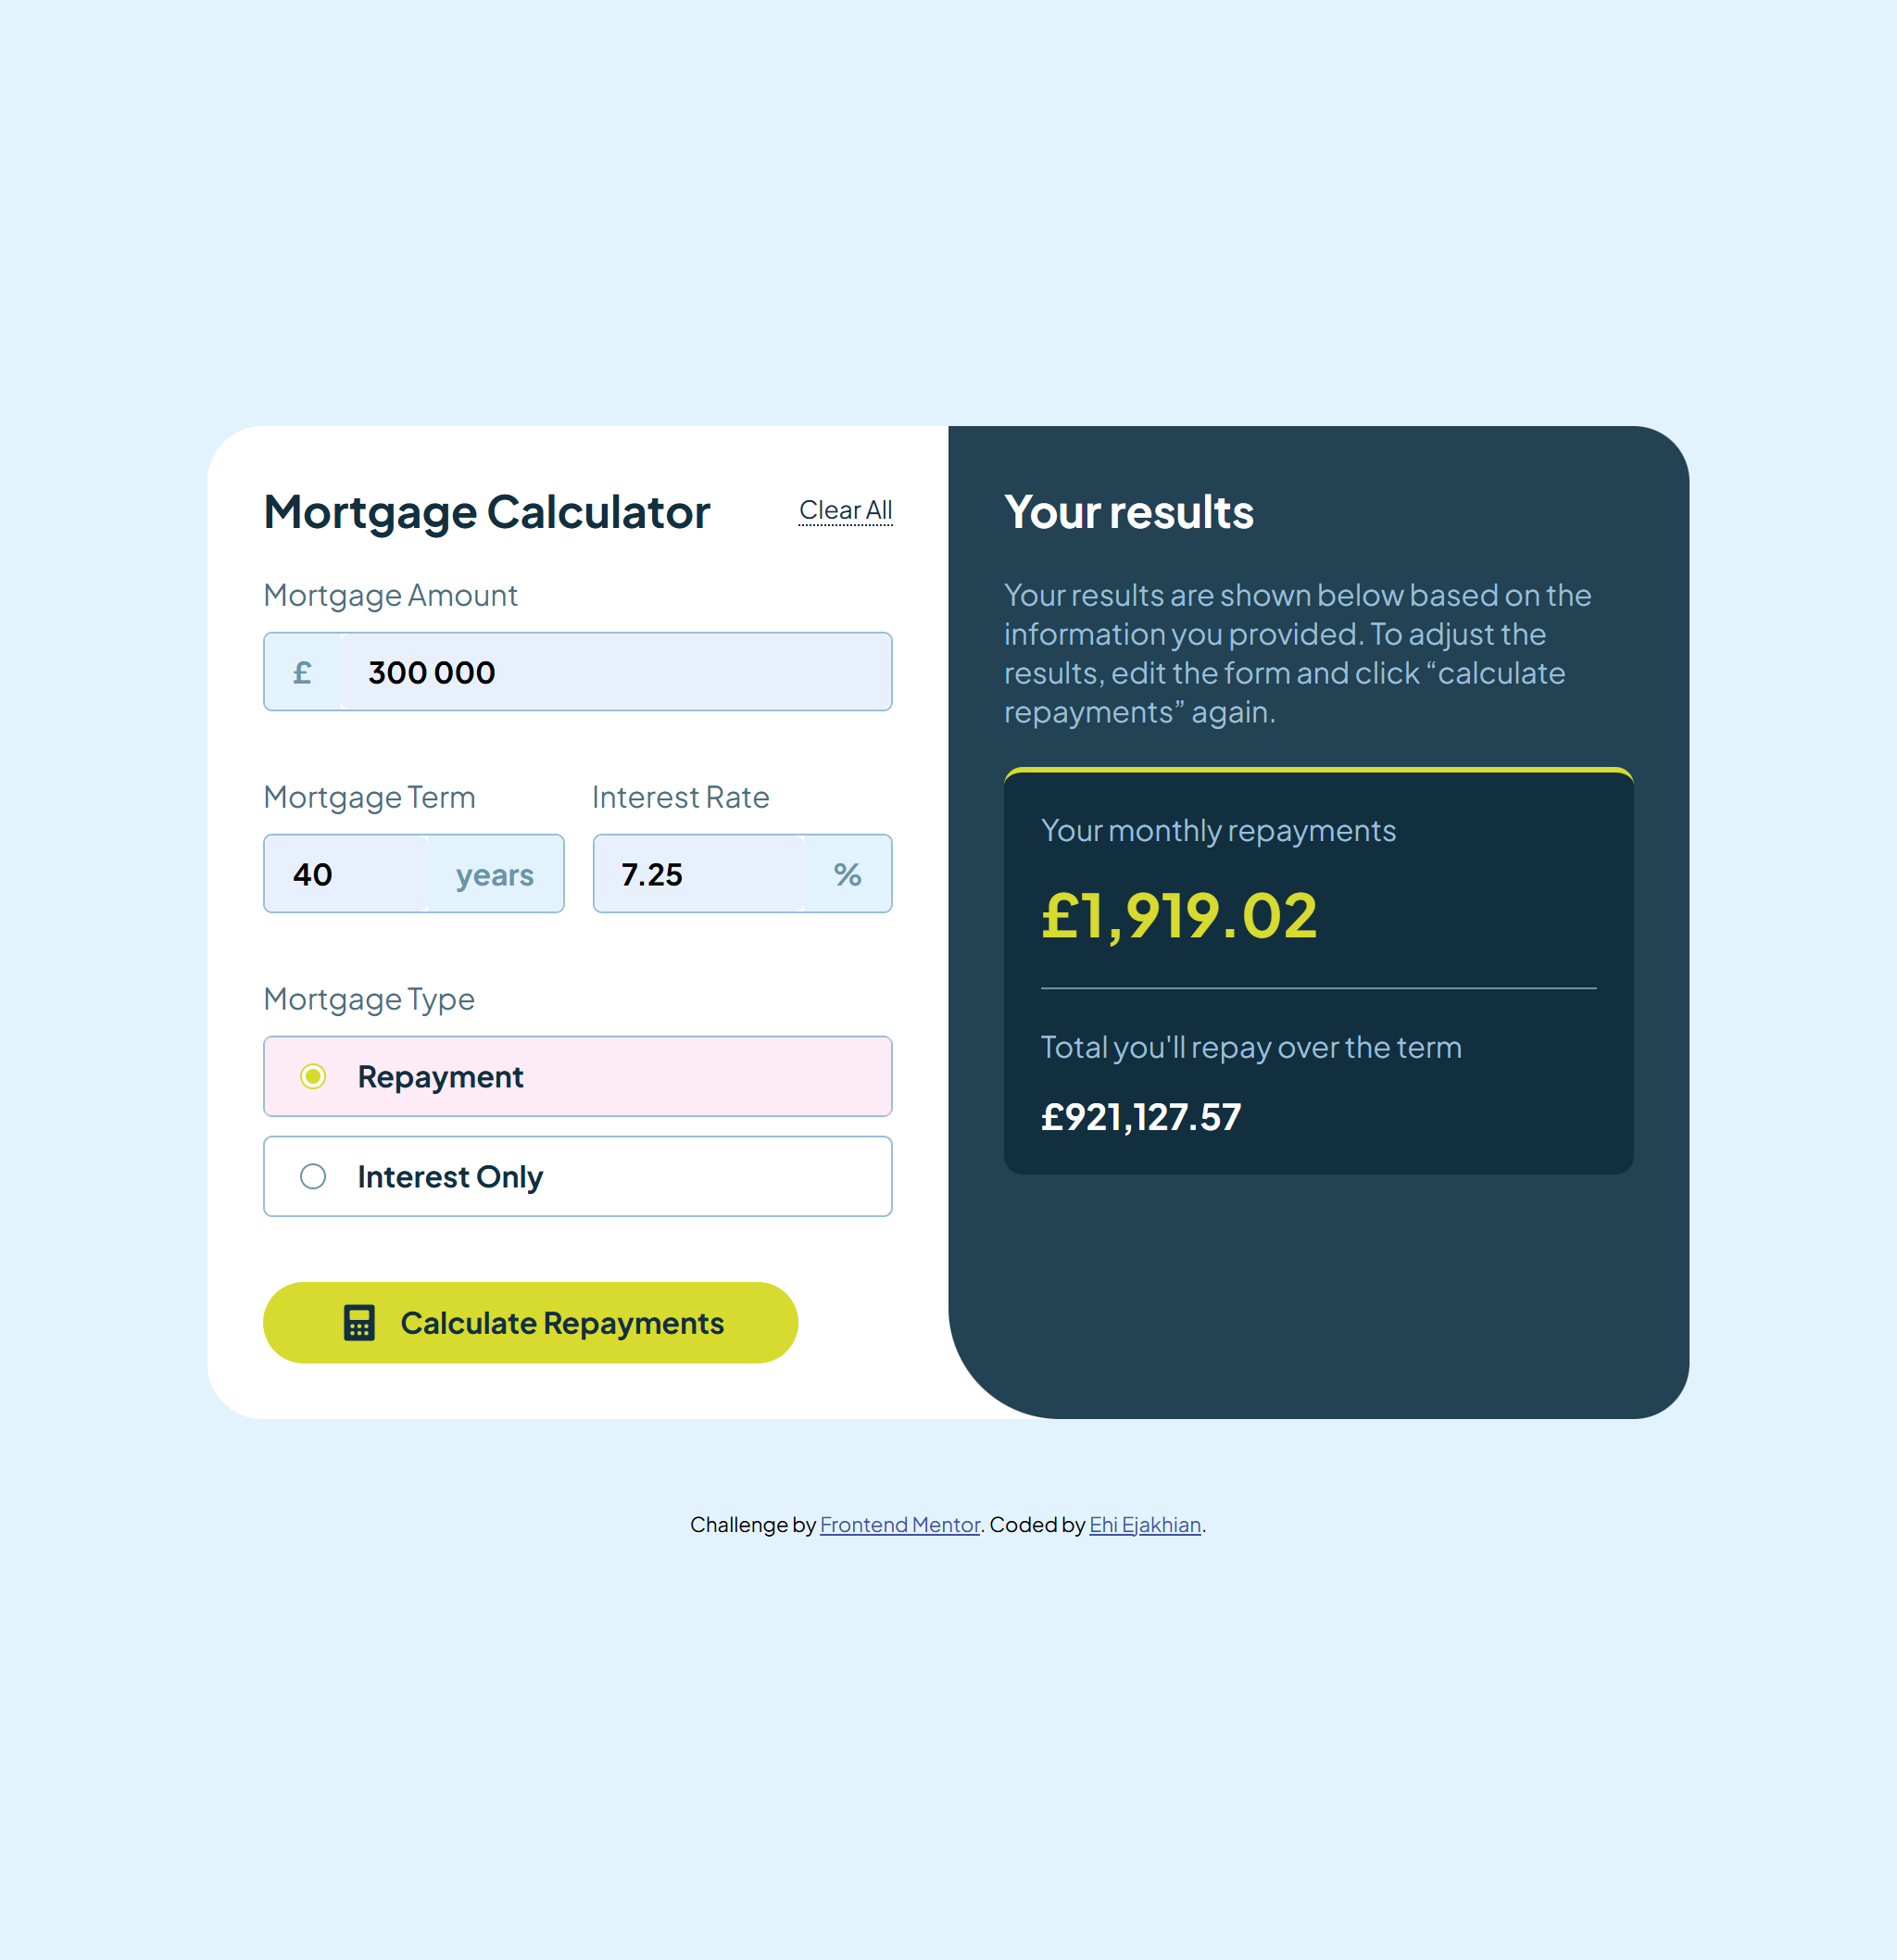 Mortgage Calculator
Clear All
Mortgage Amount
£ 300 000
Mortgage Term
Interest Rate
40 years
7.25 %
Mortgage Type
Repayment
Interest Only
Calculate Repayments
Your results
Your results are shown below based on the
information you provided. To adjust the
results, edit the form and click “calculate
repayments” again.
Your monthly repayments
£1,919.02
Total you'll repay over the term
£921,127.57
Challenge by Frontend Mentor. Coded by Ehi Ejakhian.